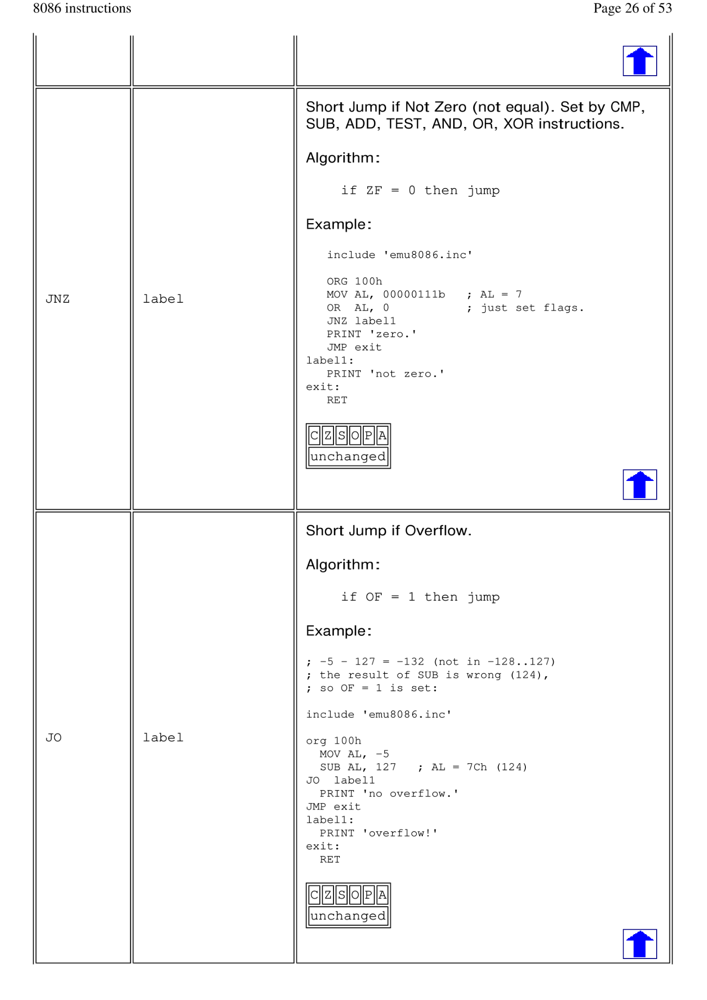 8086 instructions
Page 26 of 53
JNZ
label
Short Jump if Not Zero (not equal). Set by CMP,
SUB, ADD, TEST, AND, OR, XOR instructions.
Algorithm:
if ZF = 0 then jump
Example:
include 'emu8086.inc'
ORG 100h
MOV AL, 00000111b   ; AL = 7
OR  AL, 0           ; just set flags.
JNZ label1
PRINT 'zero.'
JMP exit
label1:
PRINT 'not zero.'
exit:
RET
C Z S O P A
unchanged
JO
label
Short Jump if Overflow.
Algorithm:
if OF = 1 then jump
Example:
; -5 - 127 = -132 (not in -128..127)
; the result of SUB is wrong (124),
; so OF = 1 is set:
include 'emu8086.inc'
org 100h
MOV AL, -5
SUB AL, 127   ; AL = 7Ch (124)
JO  label1
PRINT 'no overflow.'
JMP exit
label1:
PRINT 'overflow!'
exit:
RET
C Z S O P A
unchanged